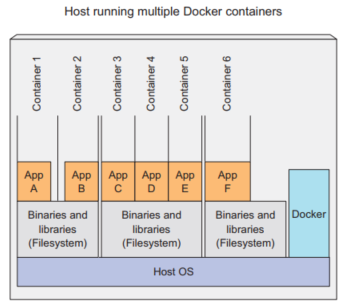 Host running multiple Docker containers
Container 1
Container 2
Container 3
Container 4
Container 5
Container 6
App
A
App
B
App
C
App
D
App
E
App
F
Binaries and
libraries
(Filesystem)
Binaries and
libraries
(Filesystem)
Binaries and
libraries
(Filesystem)
Docker
Host OS